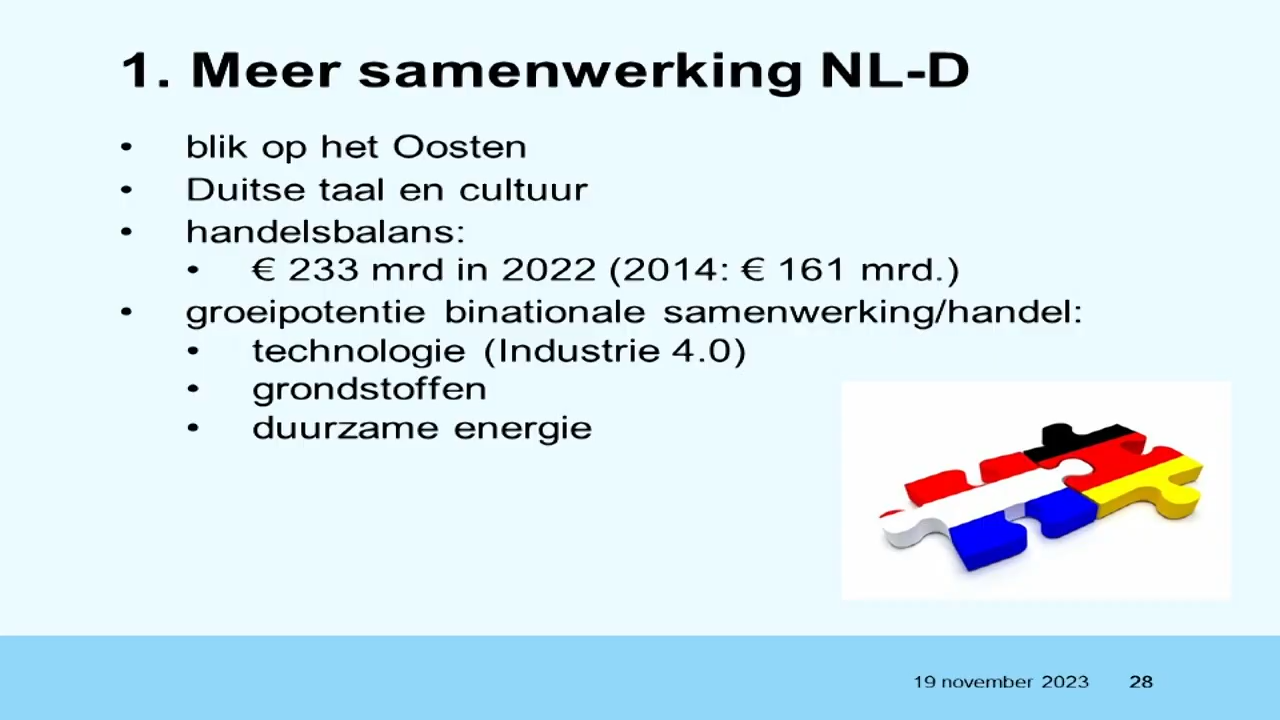 1. Meer samenwerking NL-D
• blik op het Oosten
• Duitse taal en cultuur
• handelsbalans:
• € 233 mrd in 2022 (2014: € 161 mrd.)
• groeipotentie binationale samenwerking/handel:
• technologie (Industrie 4.0)
• grondstoffen
• duurzame energie
19 november 2023 28